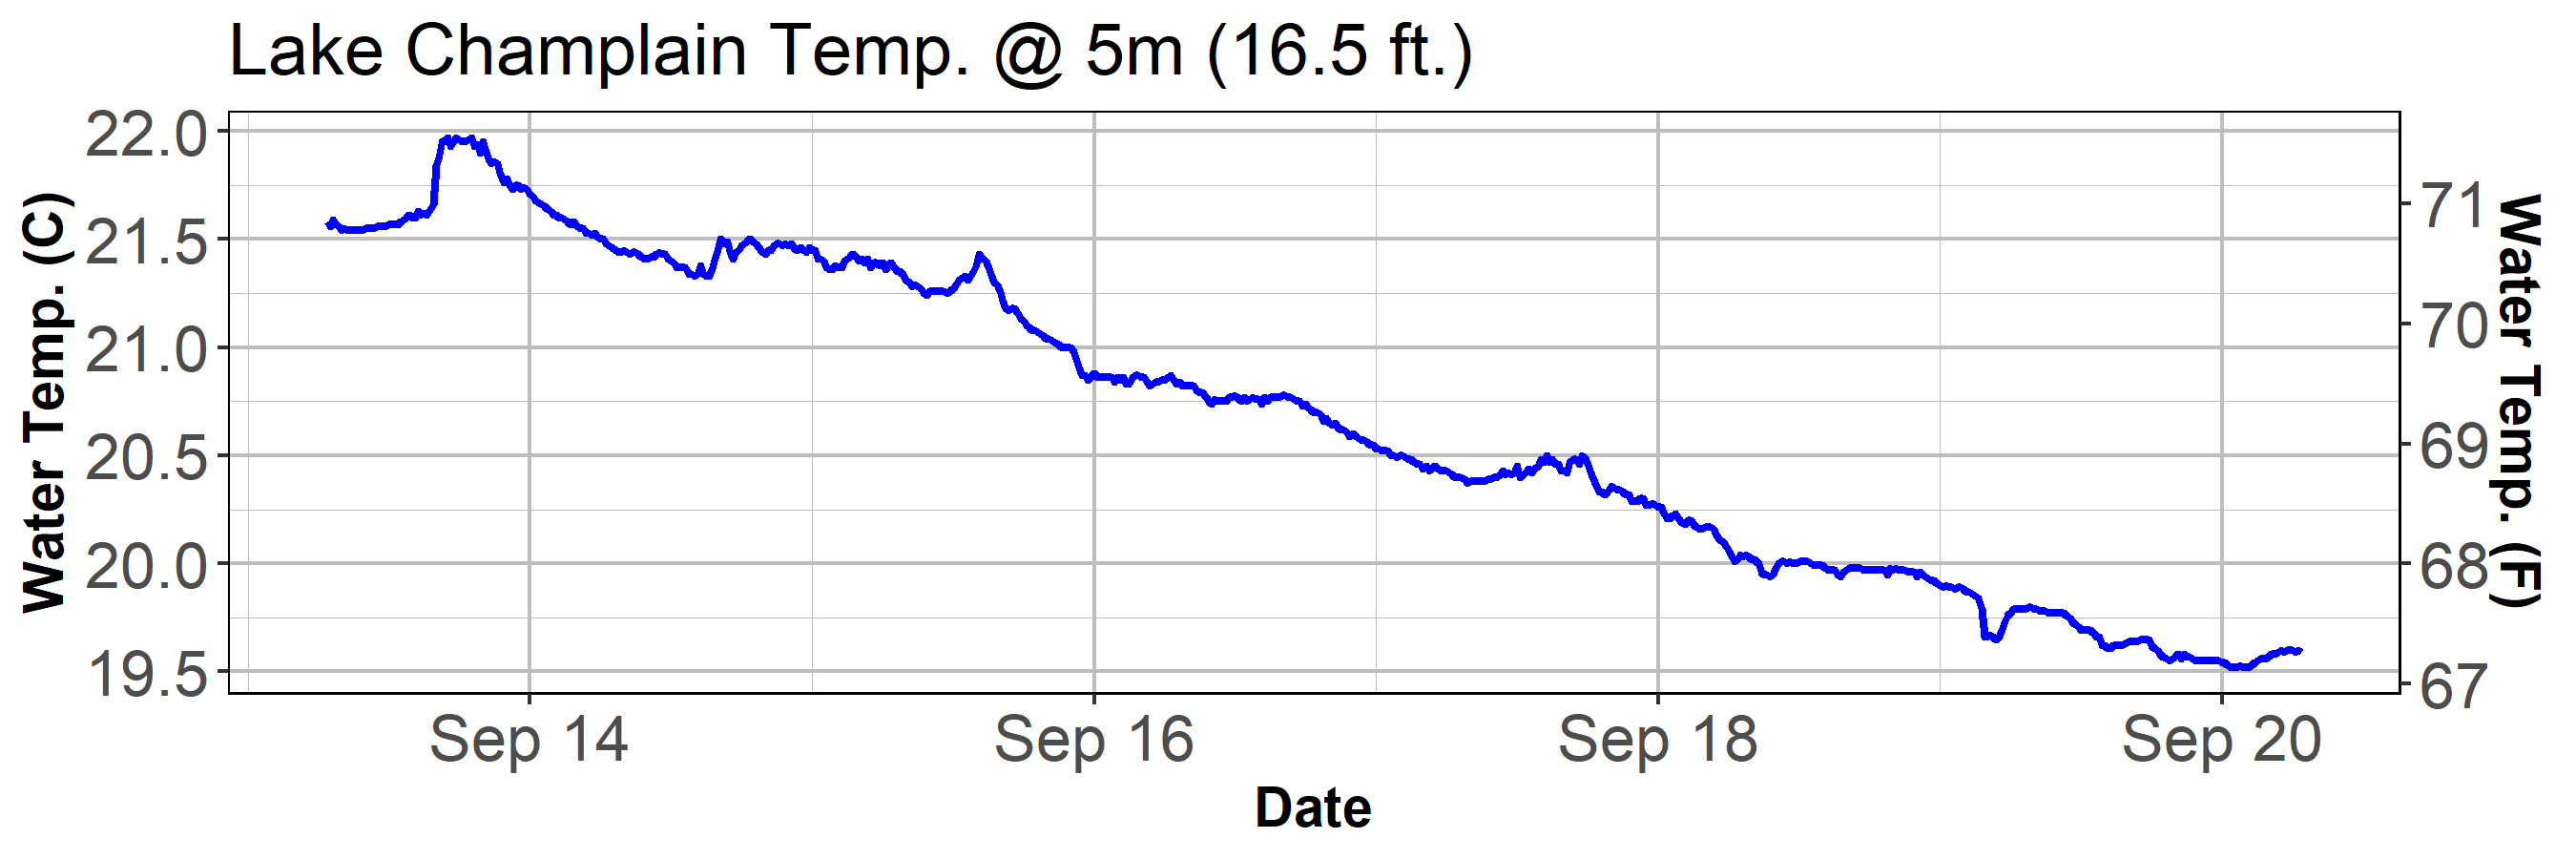 Lake Champlain Temp. @ 5m (16.5 ft.)
Water Temp. (C)
22.0
21.5
21.0
20.5
20.0
19.5
71
70
69
68
67
Water Temp. (F)
Sep 14
Sep 16
Sep 18
Sep 20
Date